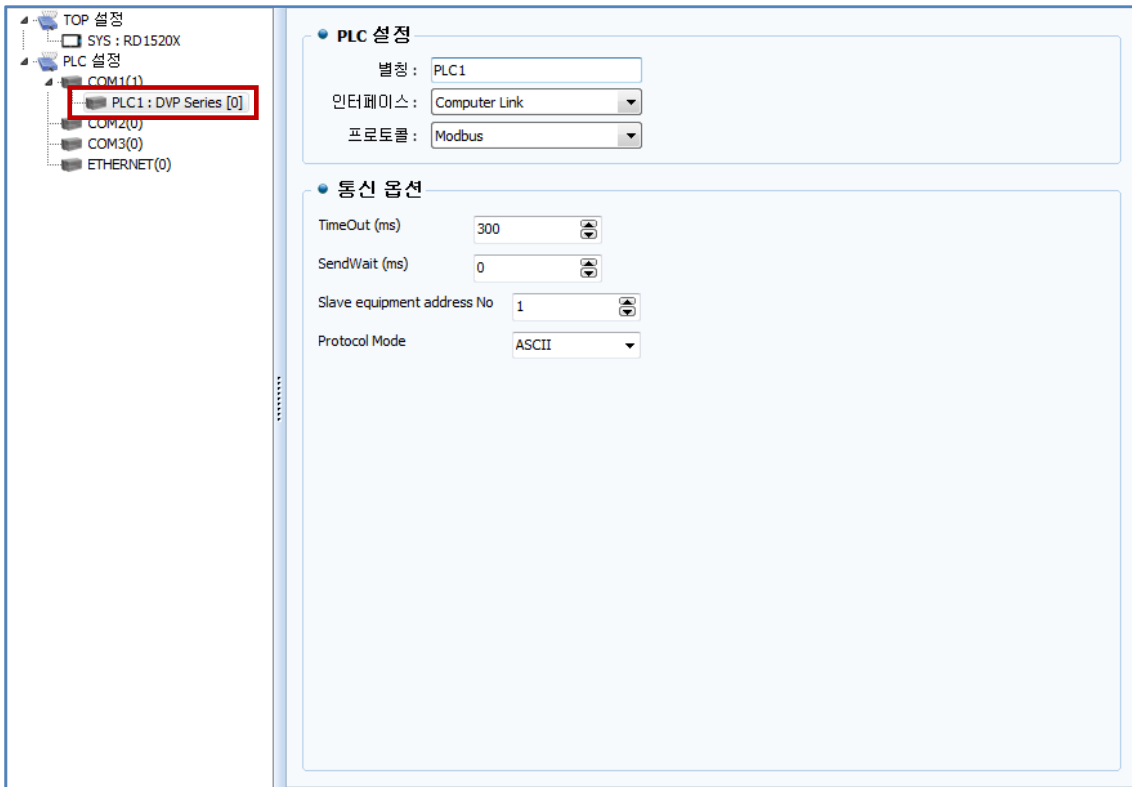 TOP 설정
SYS : RD1520X
PLC 설정
COM1(1)
PLC1 : DVP Series [0]
COM2(0)
COM3(0)
ETHERNET(0)
PLC 설정
별칭 : PLC1
인터페이스 : Computer Link
프로토콜 : Modbus
통신 옵션
TimeOut (ms) 300
SendWait (ms) 0
Slave equipment address No 1
Protocol Mode ASCII